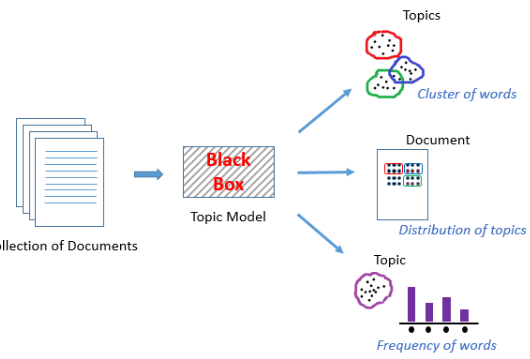 Topics
Cluster of words
Black
Box
Topic Model
ollection of Documents
Document
Distribution of topics
Topic
Frequency of words